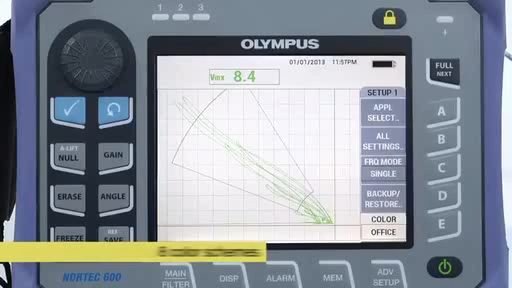 1 2 3
OLYMPUS
01/01/2013 11:57PM
Vmx 8.4
FULL
NEXT
SETUP 1
APPL
SELECT..
ALL
SETTINGS..
FRQ MODE
SINGLE
BACKUP/
RESTORE..
COLOR
OFFICE
A
B
C
D
E
A-LIFT
NULL
GAIN
ERASE
ANGLE
FREEZE
REF
SAVE
NORTEC 600
MAIN
FILTER
DISP
ALARM
MEM
ADV
SETUP